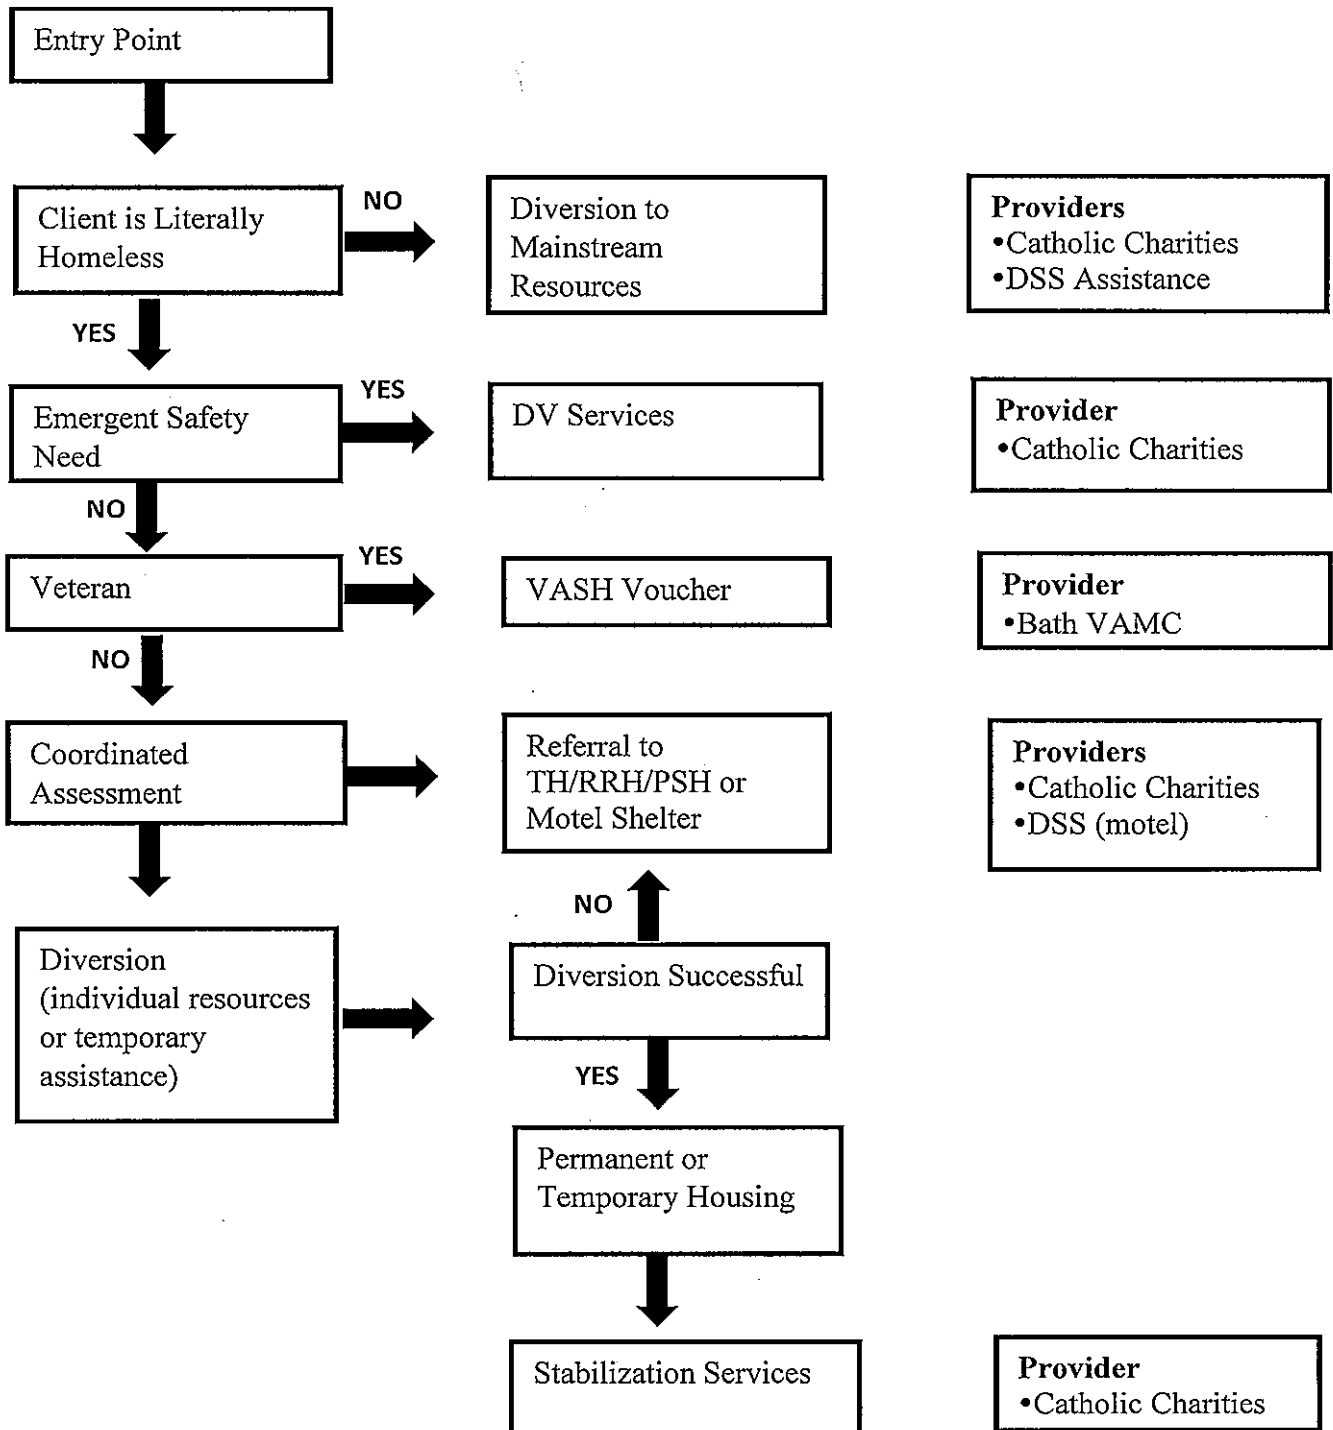 Entry Point
Client is Literally
Homeless
NO
Diversion to
Mainstream
Resources
Providers
•Catholic Charities
•DSS Assistance
YES
Emergent Safety
Need
YES
DV Services
Provider
•Catholic Charities
NO
Veteran
YES
VASH Voucher
Provider
•Bath VAMC
NO
Coordinated
Assessment
Referral to
TH/RRH/PSH or
Motel Shelter
Providers
•Catholic Charities
•DSS (motel)
NO
Diversion
(individual resources
or temporary
assistance)
Diversion Successful
YES
Permanent or
Temporary Housing
Stabilization Services
Provider
•Catholic Charities